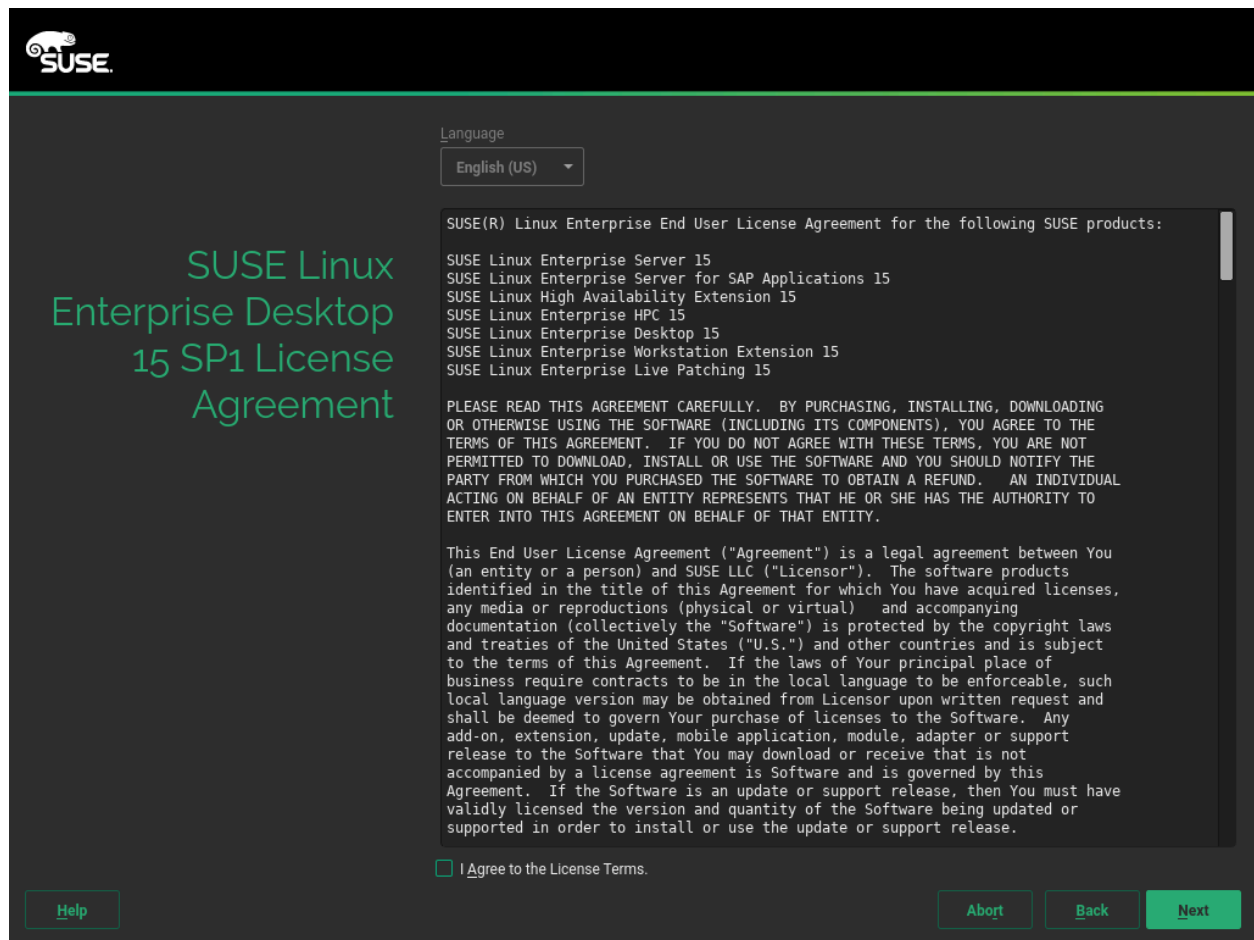 SUSE.
Language
English (US)
SUSE Linux
Enterprise Desktop
15 SP1 License
Agreement
SUSE(R) Linux Enterprise End User License Agreement for the following SUSE products:
SUSE Linux Enterprise Server 15
SUSE Linux Enterprise Server for SAP Applications 15
SUSE Linux High Availability Extension 15
SUSE Linux Enterprise HPC 15
SUSE Linux Enterprise Desktop 15
SUSE Linux Enterprise Workstation Extension 15
SUSE Linux Enterprise Live Patching 15
PLEASE READ THIS AGREEMENT CAREFULLY.  BY PURCHASING, INSTALLING, DOWNLOADING
OR OTHERWISE USING THE SOFTWARE (INCLUDING ITS COMPONENTS), YOU AGREE TO THE
TERMS OF THIS AGREEMENT.  IF YOU DO NOT AGREE WITH THESE TERMS, YOU ARE NOT
PERMITTED TO DOWNLOAD, INSTALL OR USE THE SOFTWARE AND YOU SHOULD NOTIFY THE
PARTY FROM WHICH YOU PURCHASED THE SOFTWARE TO OBTAIN A REFUND.   AN INDIVIDUAL
ACTING ON BEHALF OF AN ENTITY REPRESENTS THAT HE OR SHE HAS THE AUTHORITY TO
ENTER INTO THIS AGREEMENT ON BEHALF OF THAT ENTITY.
This End User License Agreement ("Agreement") is a legal agreement between You
(an entity or a person) and SUSE LLC ("Licensor").  The software products
identified in the title of this Agreement for which You have acquired licenses,
any media or reproductions (physical or virtual)   and accompanying
documentation (collectively the "Software") is protected by the copyright laws
and treaties of the United States ("U.S.") and other countries and is subject
to the terms of this Agreement.  If the laws of Your principal place of
business require contracts to be in the local language to be enforceable, such
local language version may be obtained from Licensor upon written request and
shall be deemed to govern Your purchase of licenses to the Software.  Any
add-on, extension, update, mobile application, module, adapter or support
release to the Software that You may download or receive that is not
accompanied by a license agreement is Software and is governed by this
Agreement.  If the Software is an update or support release, then You must have
validly licensed the version and quantity of the Software being updated or
supported in order to install or use the update or support release.
I Agree to the License Terms.
Help
Abort
Back
Next